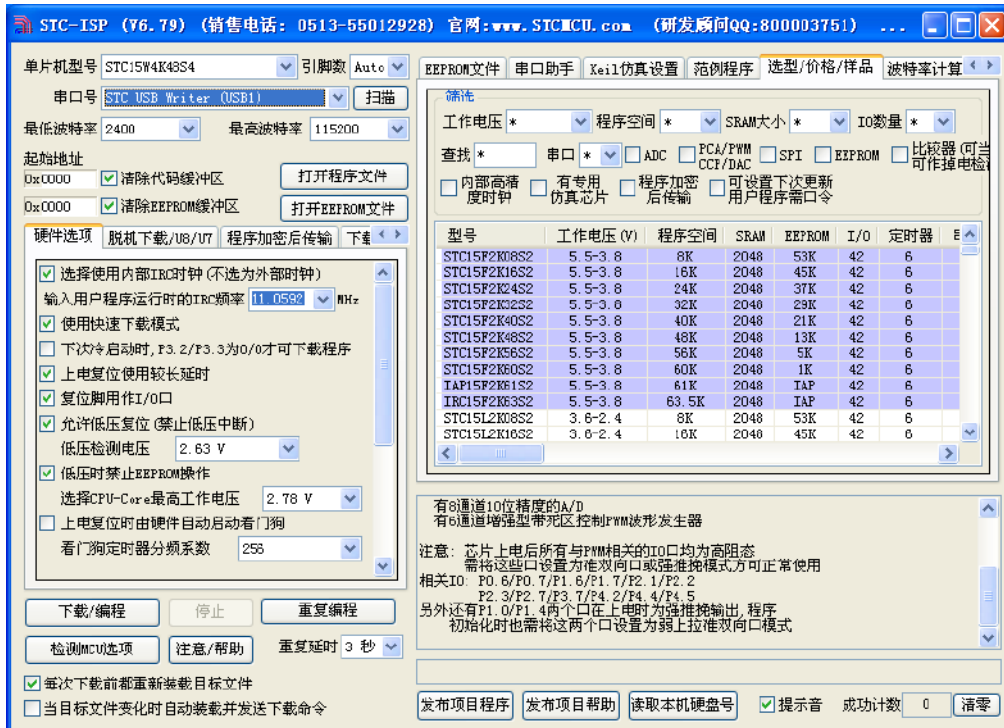 STC-ISP (V6.79) (销售电话: 0513-55012928) 官网:www.STCMCU.com (研发顾问QQ:800003751) ...
单片机型号 STC15W4K48S4 引脚数 Auto
串口号 STC USB Writer (USB1) 扫描
最低波特率 2400 最高波特率 115200
起始地址
0x0000 清除代码缓冲区 打开程序文件
0x0000 清除EEPROM缓冲区 打开EEPROM文件
硬件选项 脱机下载/U8/U7 程序加密后传输 下载
选择使用内部IRC时钟(不选为外部时钟)
输入用户程序运行时的IRC频率 11.0592 MHz
使用快速下载模式
下次冷启动时,P3.2/P3.3为0/0才可下载程序
上电复位使用较长延时
复位脚用作I/O口
允许低压复位(禁止低压中断)
低压检测电压 2.63 V
低压时禁止EEPROM操作
选择CPU-Core最高工作电压 2.78 V
上电复位时由硬件自动启动看门狗
看门狗定时器分频系数 256
下载/编程 停止 重复编程
检测MCU选项 注意/帮助 重复延时 3 秒
每次下载前都重新装载目标文件
当目标文件变化时自动装载并发送下载命令
EEPROM文件 串口助手 Keil仿真设置 范例程序 选型/价格/样品 波特率计算
筛选
工作电压 * 程序空间 * SRAM大小 * IO数量 *
查找 * 串口 * ADC PCA/PWM CCP/DAC SPI EEPROM 比较器(可当可作掉电检测
内部高精度时钟 有专用仿真芯片 程序加密后传输 可设置下次更新用户程序需口令
型号 工作电压(V) 程序空间 SRAM EEPROM I/O 定时器
STC15F2K08S2 5.5-3.8 8K 2048 53K 42 6
STC15F2K16S2 5.5-3.8 16K 2048 45K 42 6
STC15F2K24S2 5.5-3.8 24K 2048 37K 42 6
STC15F2K32S2 5.5-3.8 32K 2048 29K 42 6
STC15F2K40S2 5.5-3.8 40K 2048 21K 42 6
STC15F2K48S2 5.5-3.8 48K 2048 13K 42 6
STC15F2K56S2 5.5-3.8 56K 2048 5K 42 6
STC15F2K60S2 5.5-3.8 60K 2048 1K 42 6
IAP15F2K61S2 5.5-3.8 61K 2048 IAP 42 6
IRC15F2K63S2 5.5-3.8 63.5K 2048 IAP 42 6
STC15L2K08S2 3.6-2.4 8K 2048 53K 42 6
STC15L2K16S2 3.6-2.4 16K 2048 45K 42 6
有8通道10位精度的A/D
有6通道增强型带死区控制PWM波形发生器
注意: 芯片上电后所有与PWM相关的IO口均为高阻态
需将这些口设置为准双向口或强推挽模式方可正常使用
相关IO: P0.6/P0.7/P1.6/P1.7/P2.1/P2.2
P2.3/P2.7/P3.7/P4.2/P4.4/P4.5
另外还有P1.0/P1.4两个口在上电时为强推挽输出,程序
初始化时也需将这两个口设置为弱上拉准双向口模式
发布项目程序 发布项目帮助 读取本机硬盘号 提示音 成功计数 0 清零